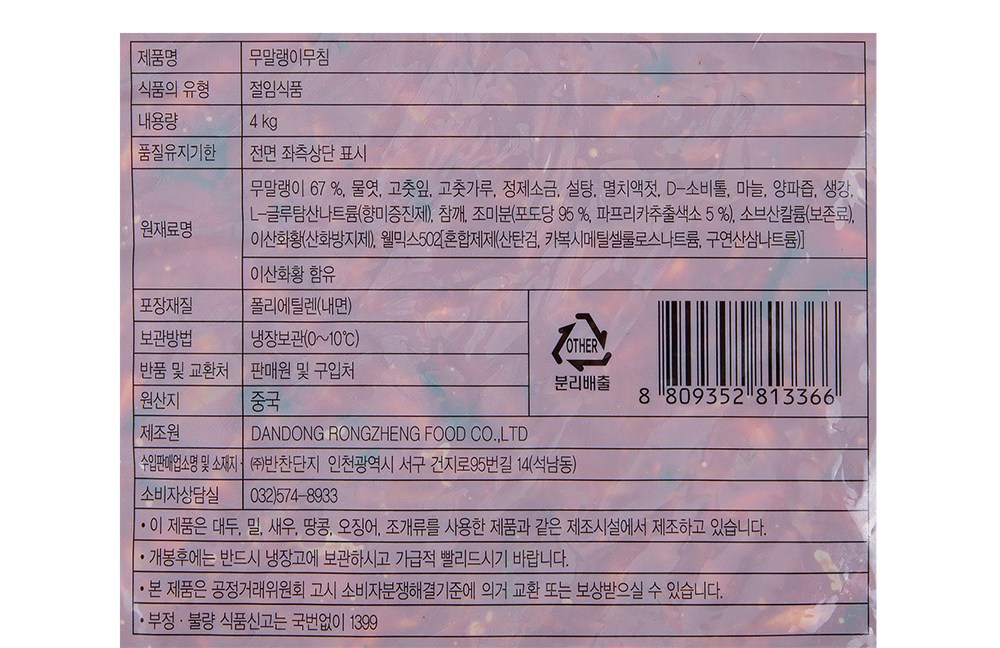 제품명 무말랭이무침
식품의 유형 절임식품
내용량 4 kg
품질유지기한 전면 좌측상단 표시
원재료명
무말랭이 67 %, 물엿, 고춧잎, 고춧가루, 정제소금, 설탕, 멸치액젓, D-소비톨, 마늘, 양파즙, 생강,
L-글루탐산나트륨(향미증진제), 참깨, 조미분(포도당 95 %, 파프리카추출색소 5 %), 소브산칼륨(보존료),
이산화황(산화방지제), 웰믹스502[혼합제제(산탄검, 카복시메틸셀룰로스나트륨, 구연산삼나트륨)]
이산화황 함유
포장재질 폴리에틸렌(내면)
보관방법 냉장보관(0~10℃)
반품 및 교환처 판매원 및 구입처
원산지 중국
OTHER
분리배출
8 809352 813366
제조원 DANDONG RONGZHENG FOOD CO.,LTD
수입판매업소명 및 소재지 (주)반찬단지 인천광역시 서구 건지로95번길 14(석남동)
소비자상담실 032)574-8933
• 이 제품은 대두, 밀, 새우, 땅콩, 오징어, 조개류를 사용한 제품과 같은 제조시설에서 제조하고 있습니다.
• 개봉후에는 반드시 냉장고에 보관하시고 가급적 빨리드시기 바랍니다.
• 본 제품은 공정거래위원회 고시 소비자분쟁해결기준에 의거 교환 또는 보상받으실 수 있습니다.
• 부정 · 불량 식품신고는 국번없이 1399